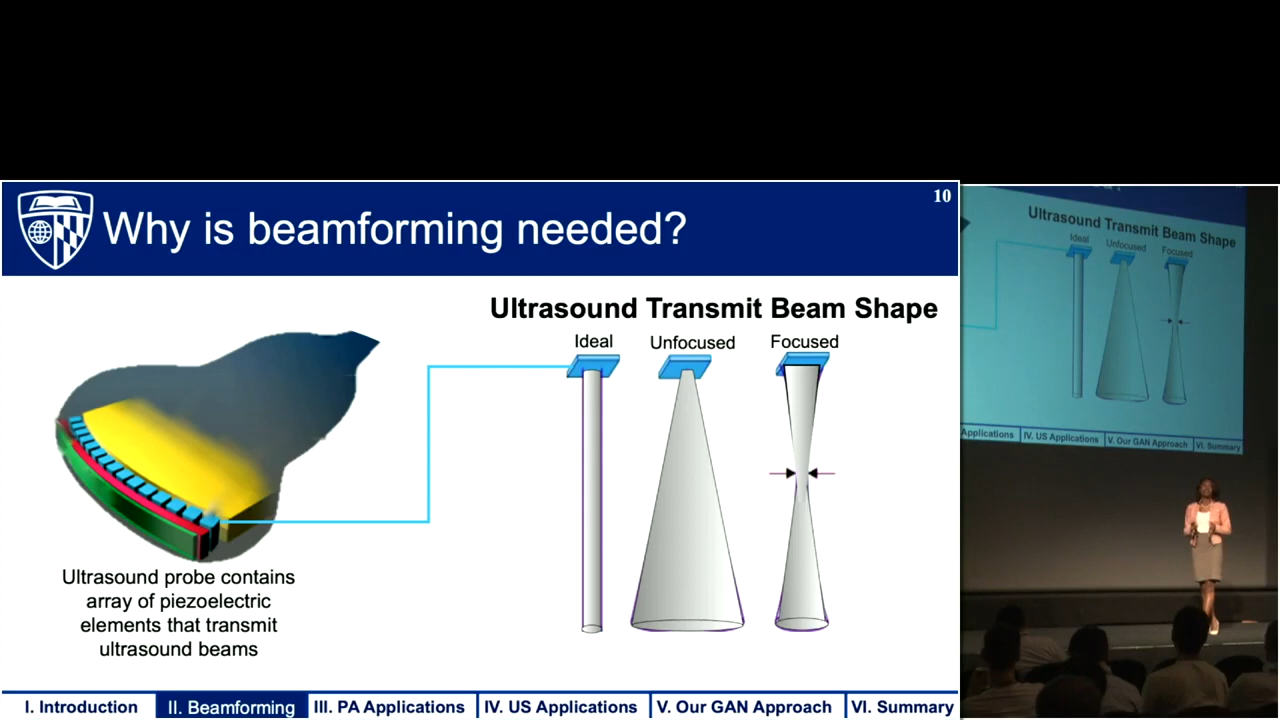 10
Why is beamforming needed?
Ultrasound Transmit Beam Shape
Ideal
Unfocused
Focused
Ultrasound probe contains
array of piezoelectric
elements that transmit
ultrasound beams
I. Introduction
II. Beamforming
III. PA Applications
IV. US Applications
V. Our GAN Approach
VI. Summary
Ultrasound Transmit Beam Shape
Ideal
Unfocused
Focused
Applications
IV. US Applications
V. Our GAN Approach
VI. Summary